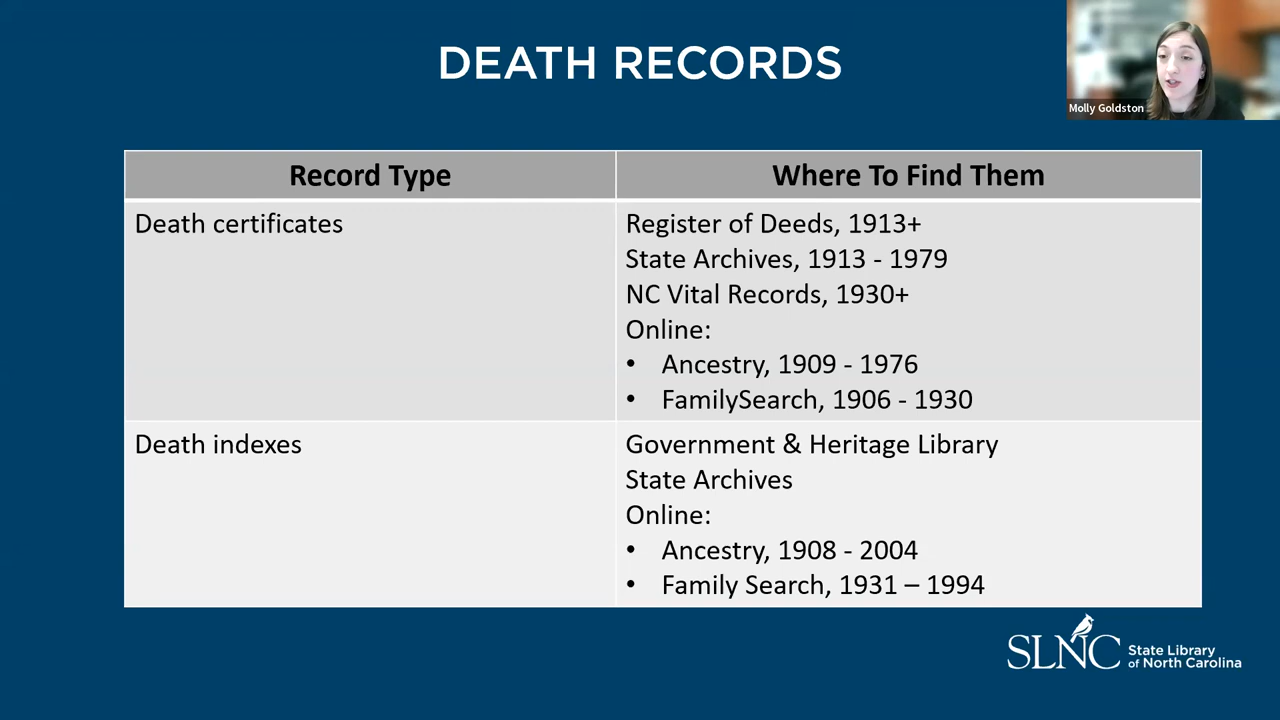 DEATH RECORDS
Molly Goldston
Record Type
Where To Find Them
Death certificates
Register of Deeds, 1913+
State Archives, 1913 - 1979
NC Vital Records, 1930+
Online:
• Ancestry, 1909 - 1976
• FamilySearch, 1906 - 1930
Death indexes
Government & Heritage Library
State Archives
Online:
• Ancestry, 1908 - 2004
• Family Search, 1931 – 1994
SLNC
State Library
of North Carolina